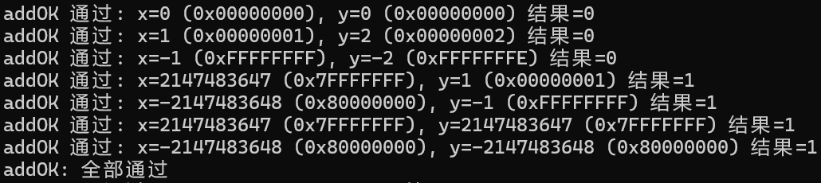 addOK 通过: x=0 (0x00000000), y=0 (0x00000000) 结果=0
addOK 通过: x=1 (0x00000001), y=2 (0x00000002) 结果=0
addOK 通过: x=-1 (0xFFFFFFFF), y=-2 (0xFFFFFFFE) 结果=0
addOK 通过: x=2147483647 (0x7FFFFFFF), y=1 (0x00000001) 结果=1
addOK 通过: x=-2147483648 (0x80000000), y=-1 (0xFFFFFFFF) 结果=1
addOK 通过: x=2147483647 (0x7FFFFFFF), y=2147483647 (0x7FFFFFFF) 结果=1
addOK 通过: x=-2147483648 (0x80000000), y=-2147483648 (0x80000000) 结果=1
addOK: 全部通过